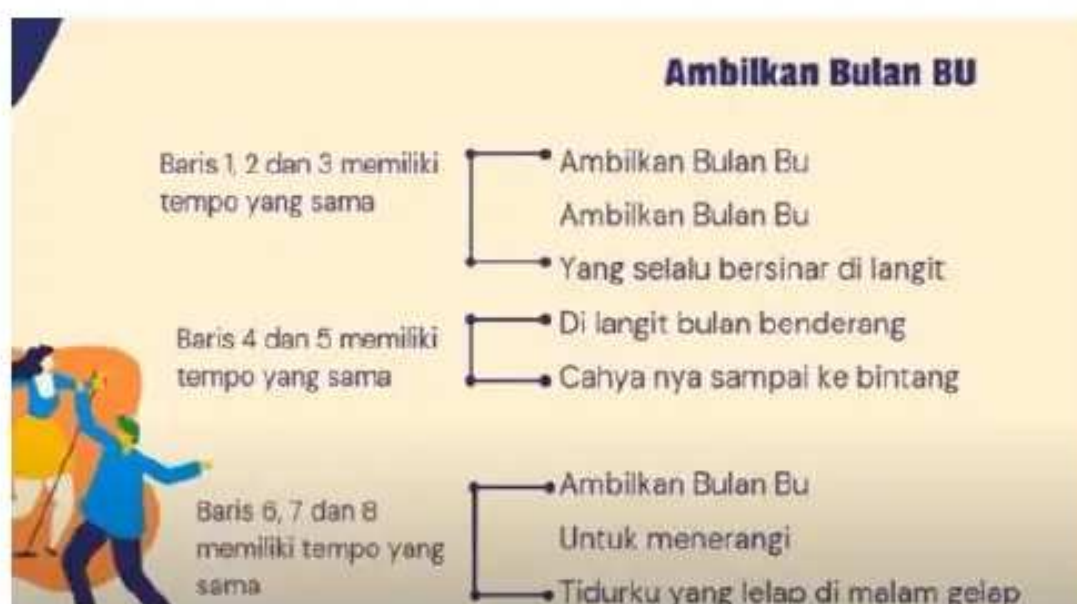 Ambilkan Bulan BU
Baris 1, 2 dan 3 memiliki
tempo yang sama
Ambilkan Bulan Bu
Ambilkan Bulan Bu
Yang selalu bersinar di langit
Baris 4 dan 5 memiliki
tempo yang sama
Di langit bulan benderang
Cahya nya sampai ke bintang
Baris 6, 7 dan 8
memiliki tempo yang
sama
Ambilkan Bulan Bu
Untuk menerangi
Tidurku yang lelap di malam gelap